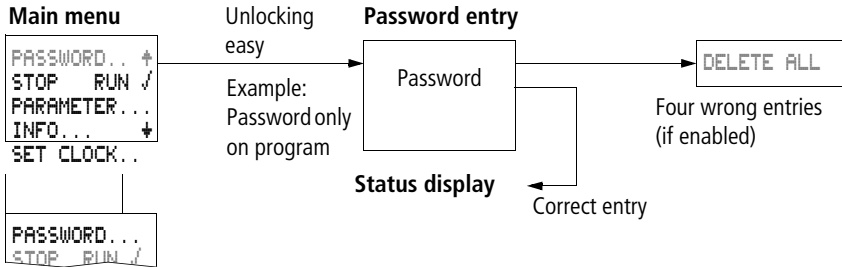 Main menu
PASSWORD..
STOP RUN √
PARAMETER...
INFO...
SET CLOCK..
PASSWORD...
STOP RUN √
Unlocking
easy
Example:
Password only
on program
Password entry
Password
Status display
Correct entry
DELETE ALL
Four wrong entries
(if enabled)